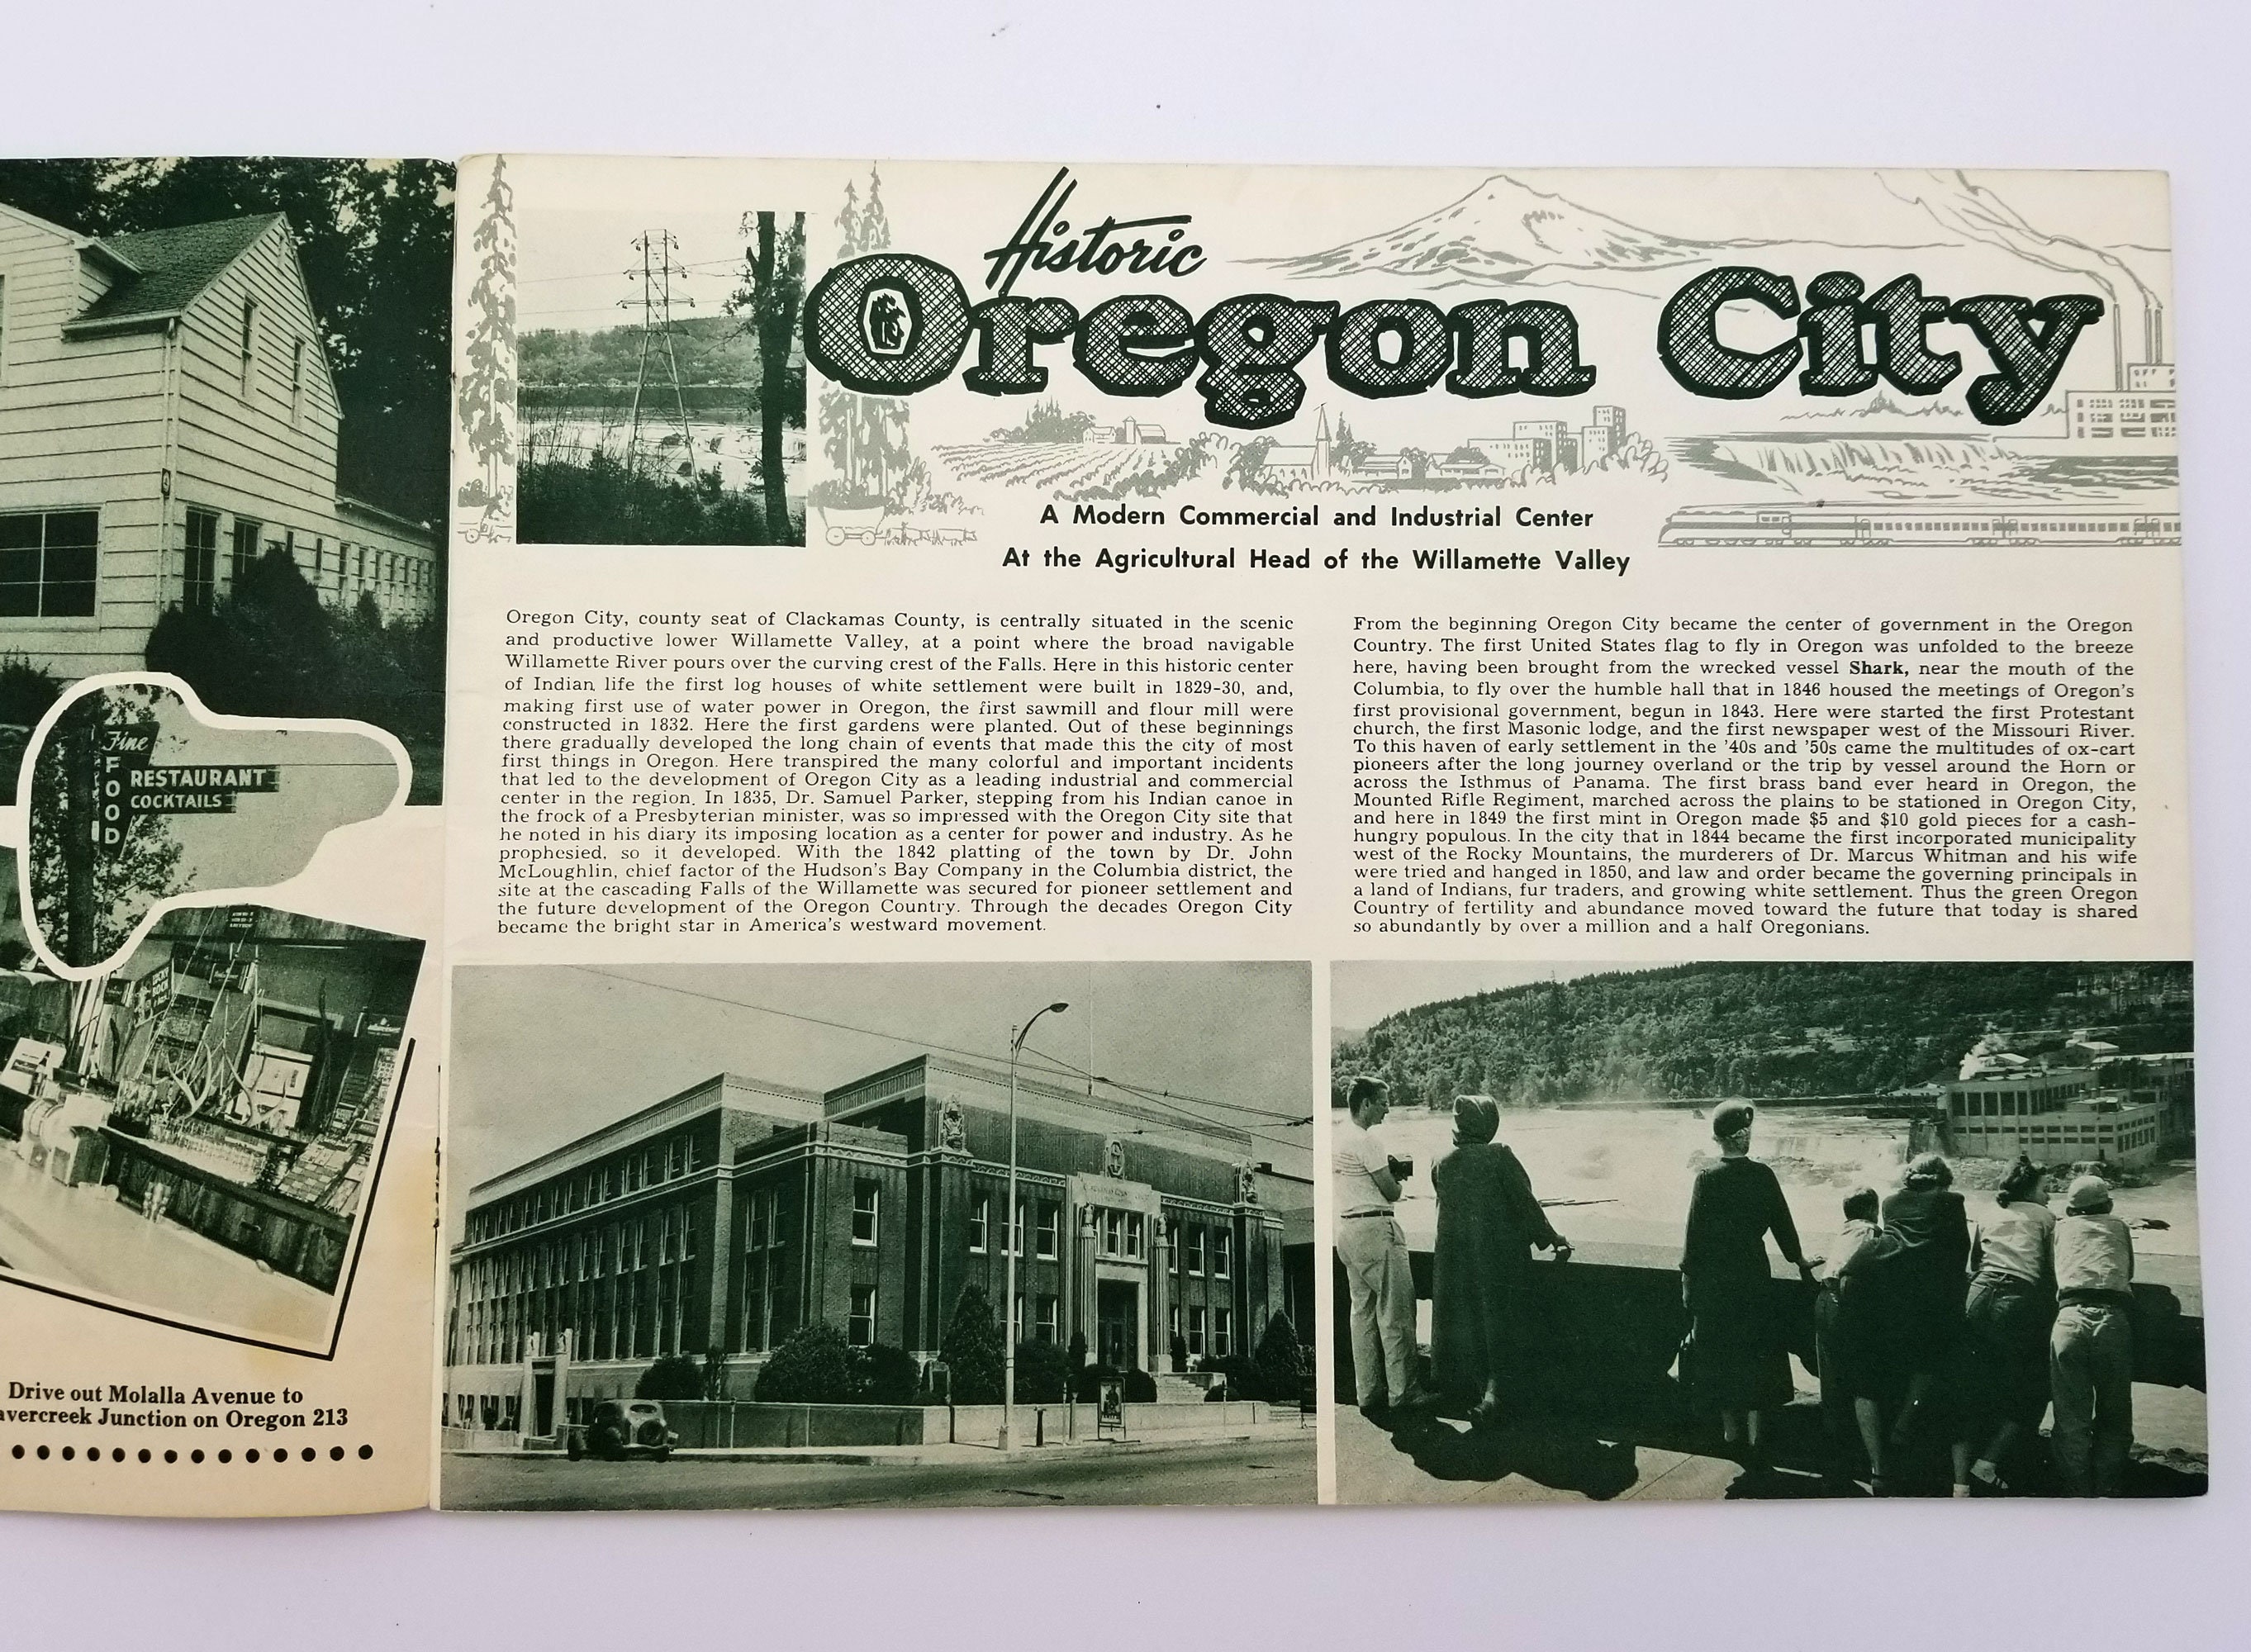 Fine
FOOD
RESTAURANT
COCKTAILS
Drive out Molalla Avenue to
avercreek Junction on Oregon 213
Historic
Oregon City
A Modern Commercial and Industrial Center
At the Agricultural Head of the Willamette Valley
Oregon City, county seat of Clackamas County, is centrally situated in the scenic
and productive lower Willamette Valley, at a point where the broad navigable
Willamette River pours over the curving crest of the Falls. Here in this historic center
of Indian life the first log houses of white settlement were built in 1829-30, and,
making first use of water power in Oregon, the first sawmill and flour mill were
constructed in 1832. Here the first gardens were planted. Out of these beginnings
there gradually developed the long chain of events that made this the city of most
first things in Oregon. Here transpired the many colorful and important incidents
that led to the development of Oregon City as a leading industrial and commercial
center in the region. In 1835, Dr. Samuel Parker, stepping from his Indian canoe in
the frock of a Presbyterian minister, was so impressed with the Oregon City site that
he noted in his diary its imposing location as a center for power and industry. As he
prophesied, so it developed. With the 1842 platting of the town by Dr. John
McLoughlin, chief factor of the Hudson's Bay Company in the Columbia district, the
site at the cascading Falls of the Willamette was secured for pioneer settlement and
the future development of the Oregon Country. Through the decades Oregon City
became the bright star in America's westward movement.
From the beginning Oregon City became the center of government in the Oregon
Country. The first United States flag to fly in Oregon was unfolded to the breeze
here, having been brought from the wrecked vessel Shark, near the mouth of the
Columbia, to fly over the humble hall that in 1846 housed the meetings of Oregon's
first provisional government, begun in 1843. Here were started the first Protestant
church, the first Masonic lodge, and the first newspaper west of the Missouri River.
To this haven of early settlement in the '40s and '50s came the multitudes of ox-cart
pioneers after the long journey overland or the trip by vessel around the Horn or
across the Isthmus of Panama. The first brass band ever heard in Oregon, the
Mounted Rifle Regiment, marched across the plains to be stationed in Oregon City,
and here in 1849 the first mint in Oregon made $5 and $10 gold pieces for a cash-
hungry populous. In the city that in 1844 became the first incorporated municipality
west of the Rocky Mountains, the murderers of Dr. Marcus Whitman and his wife
were tried and hanged in 1850, and law and order became the governing principals in
a land of Indians, fur traders, and growing white settlement. Thus the green Oregon
Country of fertility and abundance moved toward the future that today is shared
so abundantly by over a million and a half Oregonians.